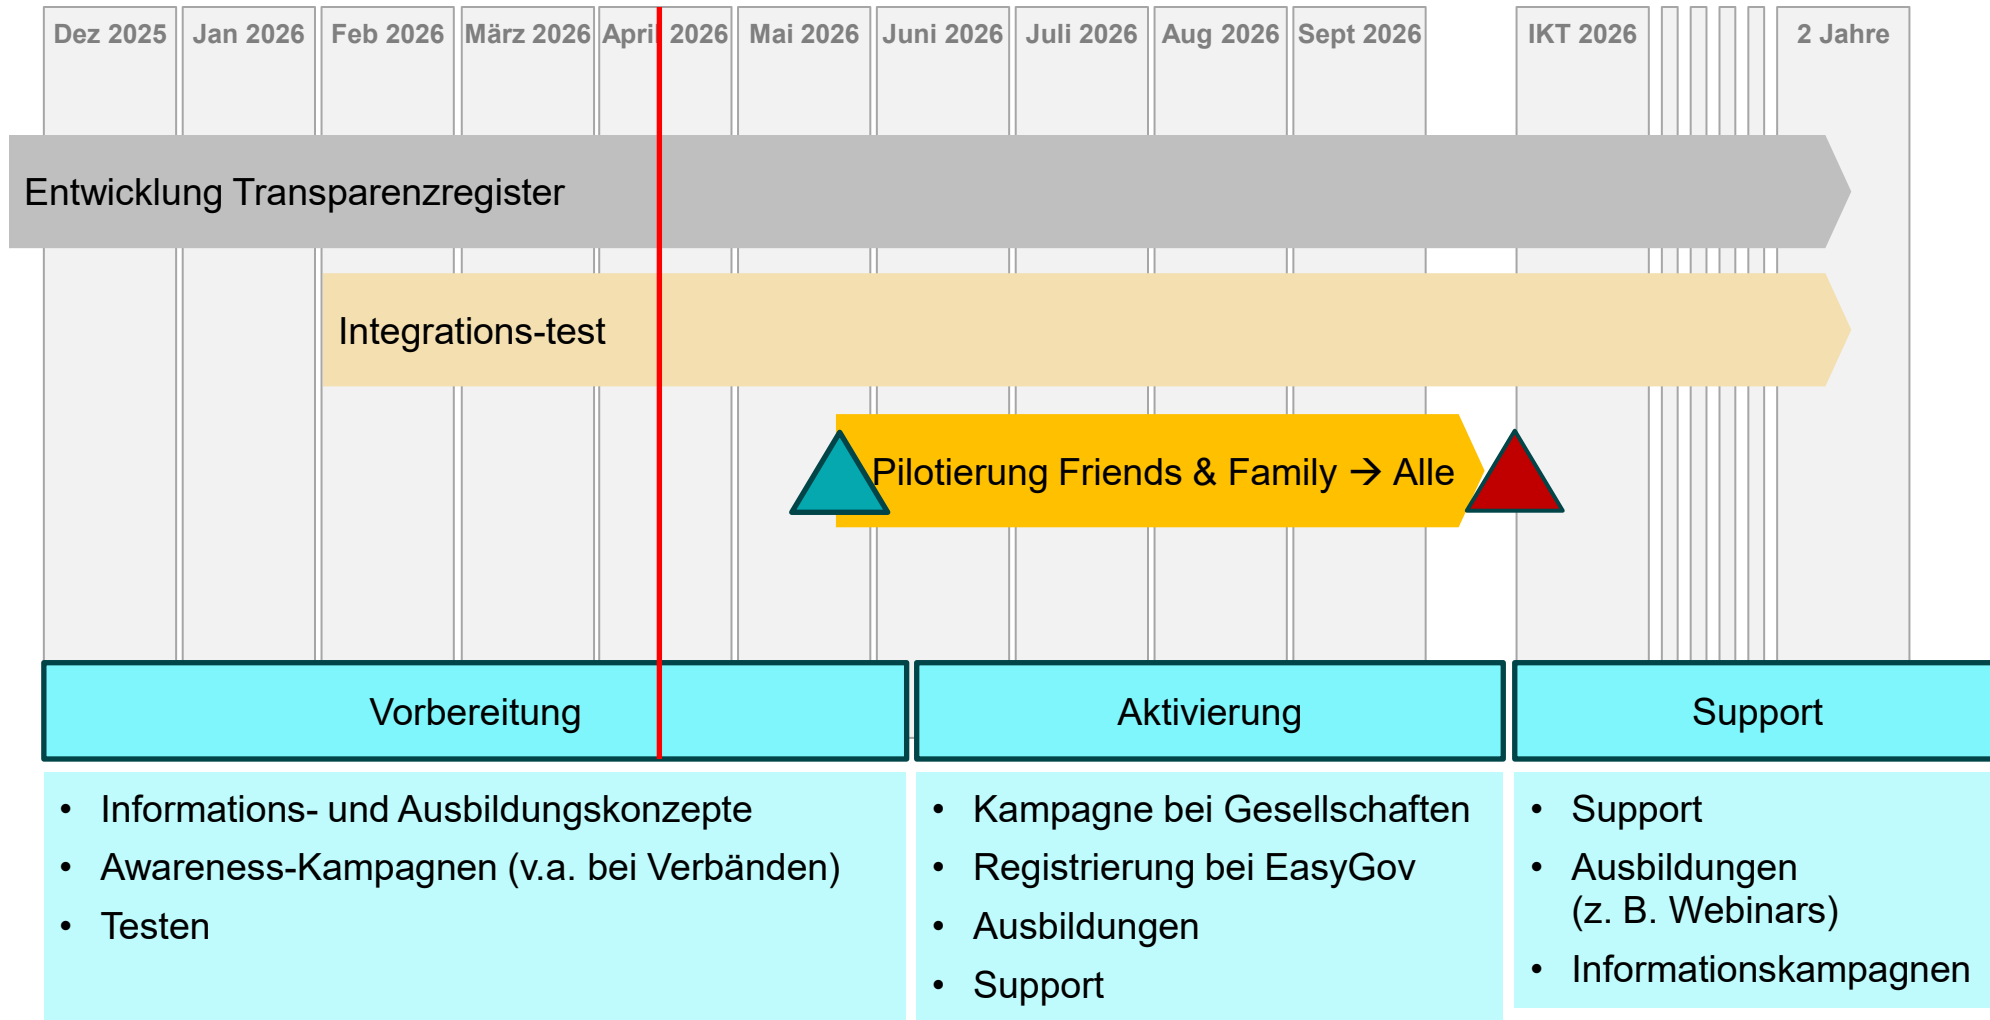 Dez 2025
Jan 2026
Feb 2026
März 2026
April 2026
Mai 2026
Juni 2026
Juli 2026
Aug 2026
Sept 2026
IKT 2026
2 Jahre
Entwicklung Transparenzregister
Integrations-test
Pilotierung Friends & Family → Alle
Vorbereitung
• Informations- und Ausbildungskonzepte
• Awareness-Kampagnen (v.a. bei Verbänden)
• Testen
Aktivierung
• Kampagne bei Gesellschaften
• Registrierung bei EasyGov
• Ausbildungen
• Support
Support
• Support
• Ausbildungen
(z. B. Webinars)
• Informationskampagnen